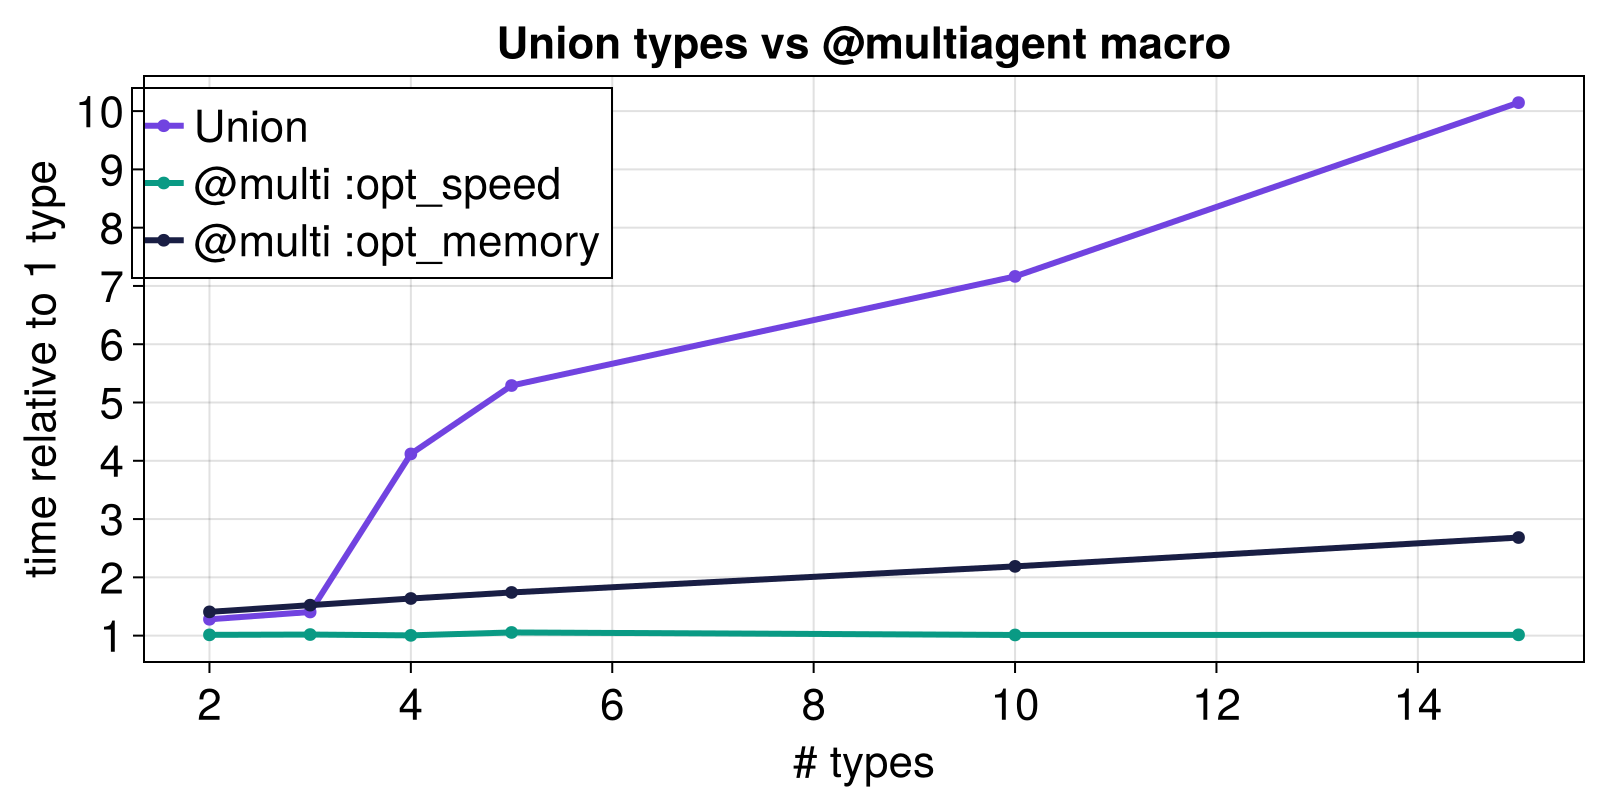 Union types vs @multiagent macro
Union
@multi :opt_speed
@multi :opt_memory
time relative to 1 type
10
9
8
7
6
5
4
3
2
1
2 4 6 8 10 12 14
# types